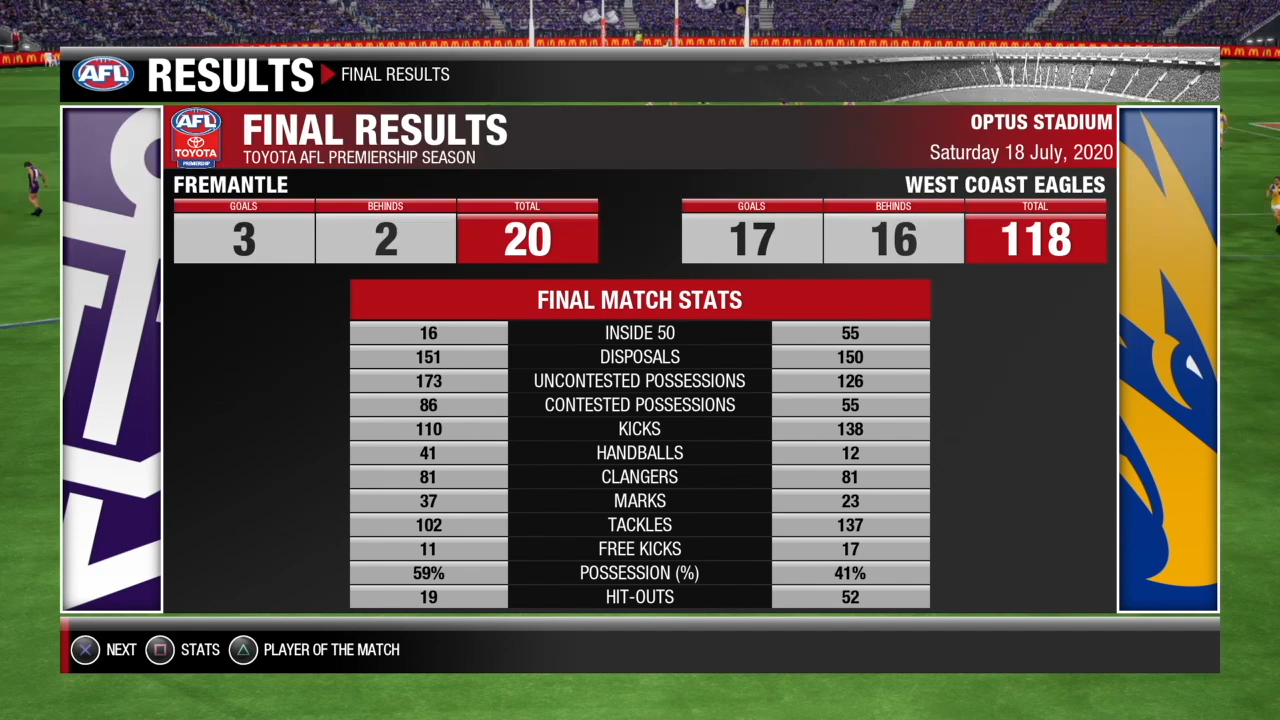 AFL RESULTS FINAL RESULTS
AFL
TOYOTA
PREMIERSHIP
FINAL RESULTS
TOYOTA AFL PREMIERSHIP SEASON
OPTUS STADIUM
Saturday 18 July, 2020
FREMANTLE
WEST COAST EAGLES
GOALS BEHINDS TOTAL GOALS BEHINDS TOTAL
3 2 20 17 16 118
FINAL MATCH STATS
16 INSIDE 50 55
151 DISPOSALS 150
173 UNCONTESTED POSSESSIONS 126
86 CONTESTED POSSESSIONS 55
110 KICKS 138
41 HANDBALLS 12
81 CLANGERS 81
37 MARKS 23
102 TACKLES 137
11 FREE KICKS 17
59% POSSESSION (%) 41%
19 HIT-OUTS 52
NEXT STATS PLAYER OF THE MATCH